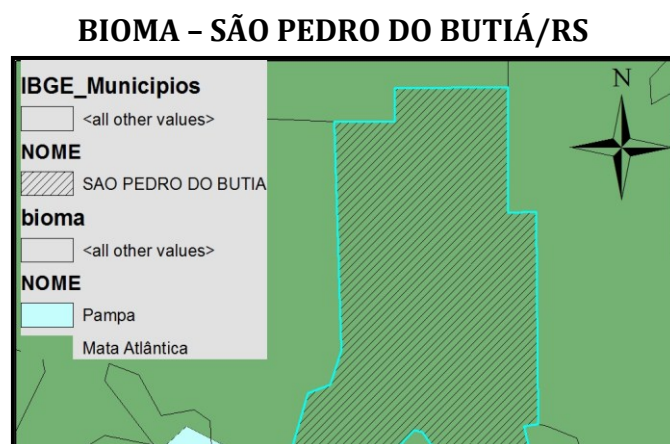 BIOMA – SÃO PEDRO DO BUTIÁ/RS
IBGE_Municipios
<all other values>
NOME
SAO PEDRO DO BUTIA
bioma
<all other values>
NOME
Pampa
Mata Atlântica
N